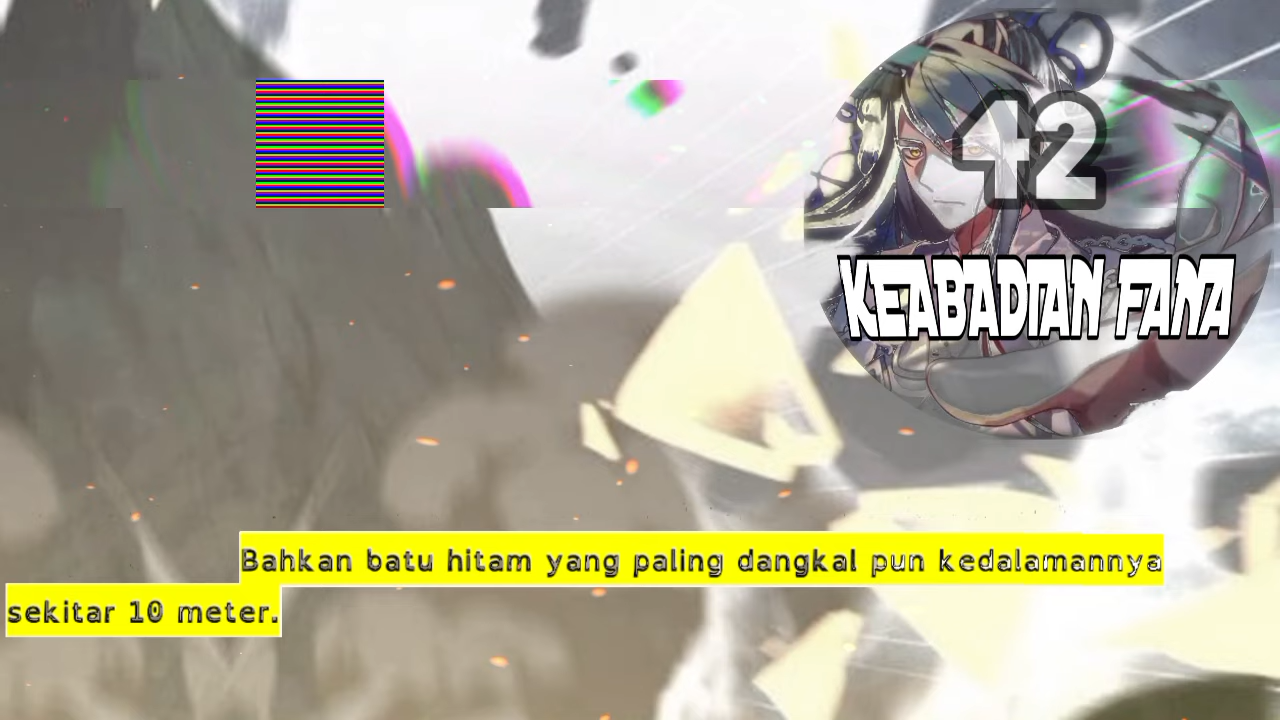 42
KEABADIAN FANA
Bahkan batu hitam yang paling dangkal pun kedalamannya
sekitar 10 meter.